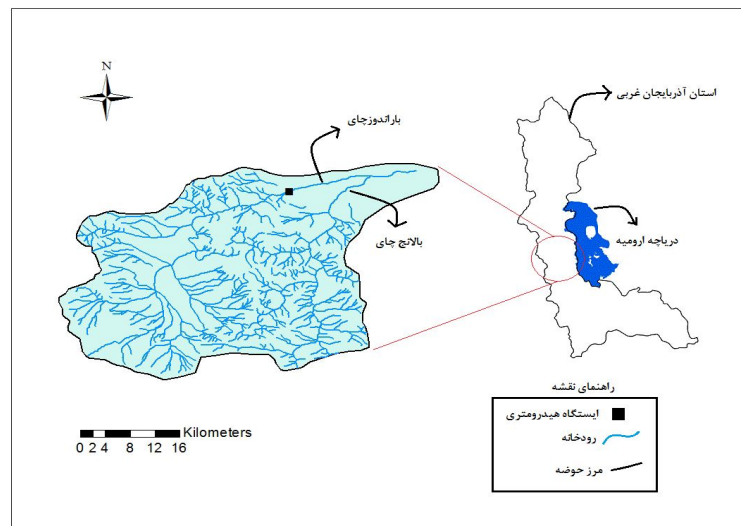 N
استان آذربایجان غربی
باراندوزچای
بالانج چای
دریاچه ارومیه
راهنمای نقشه
ایستگاه هیدرومتری
رودخانه
مرز حوضه
Kilometers
0 2 4 8 12 16